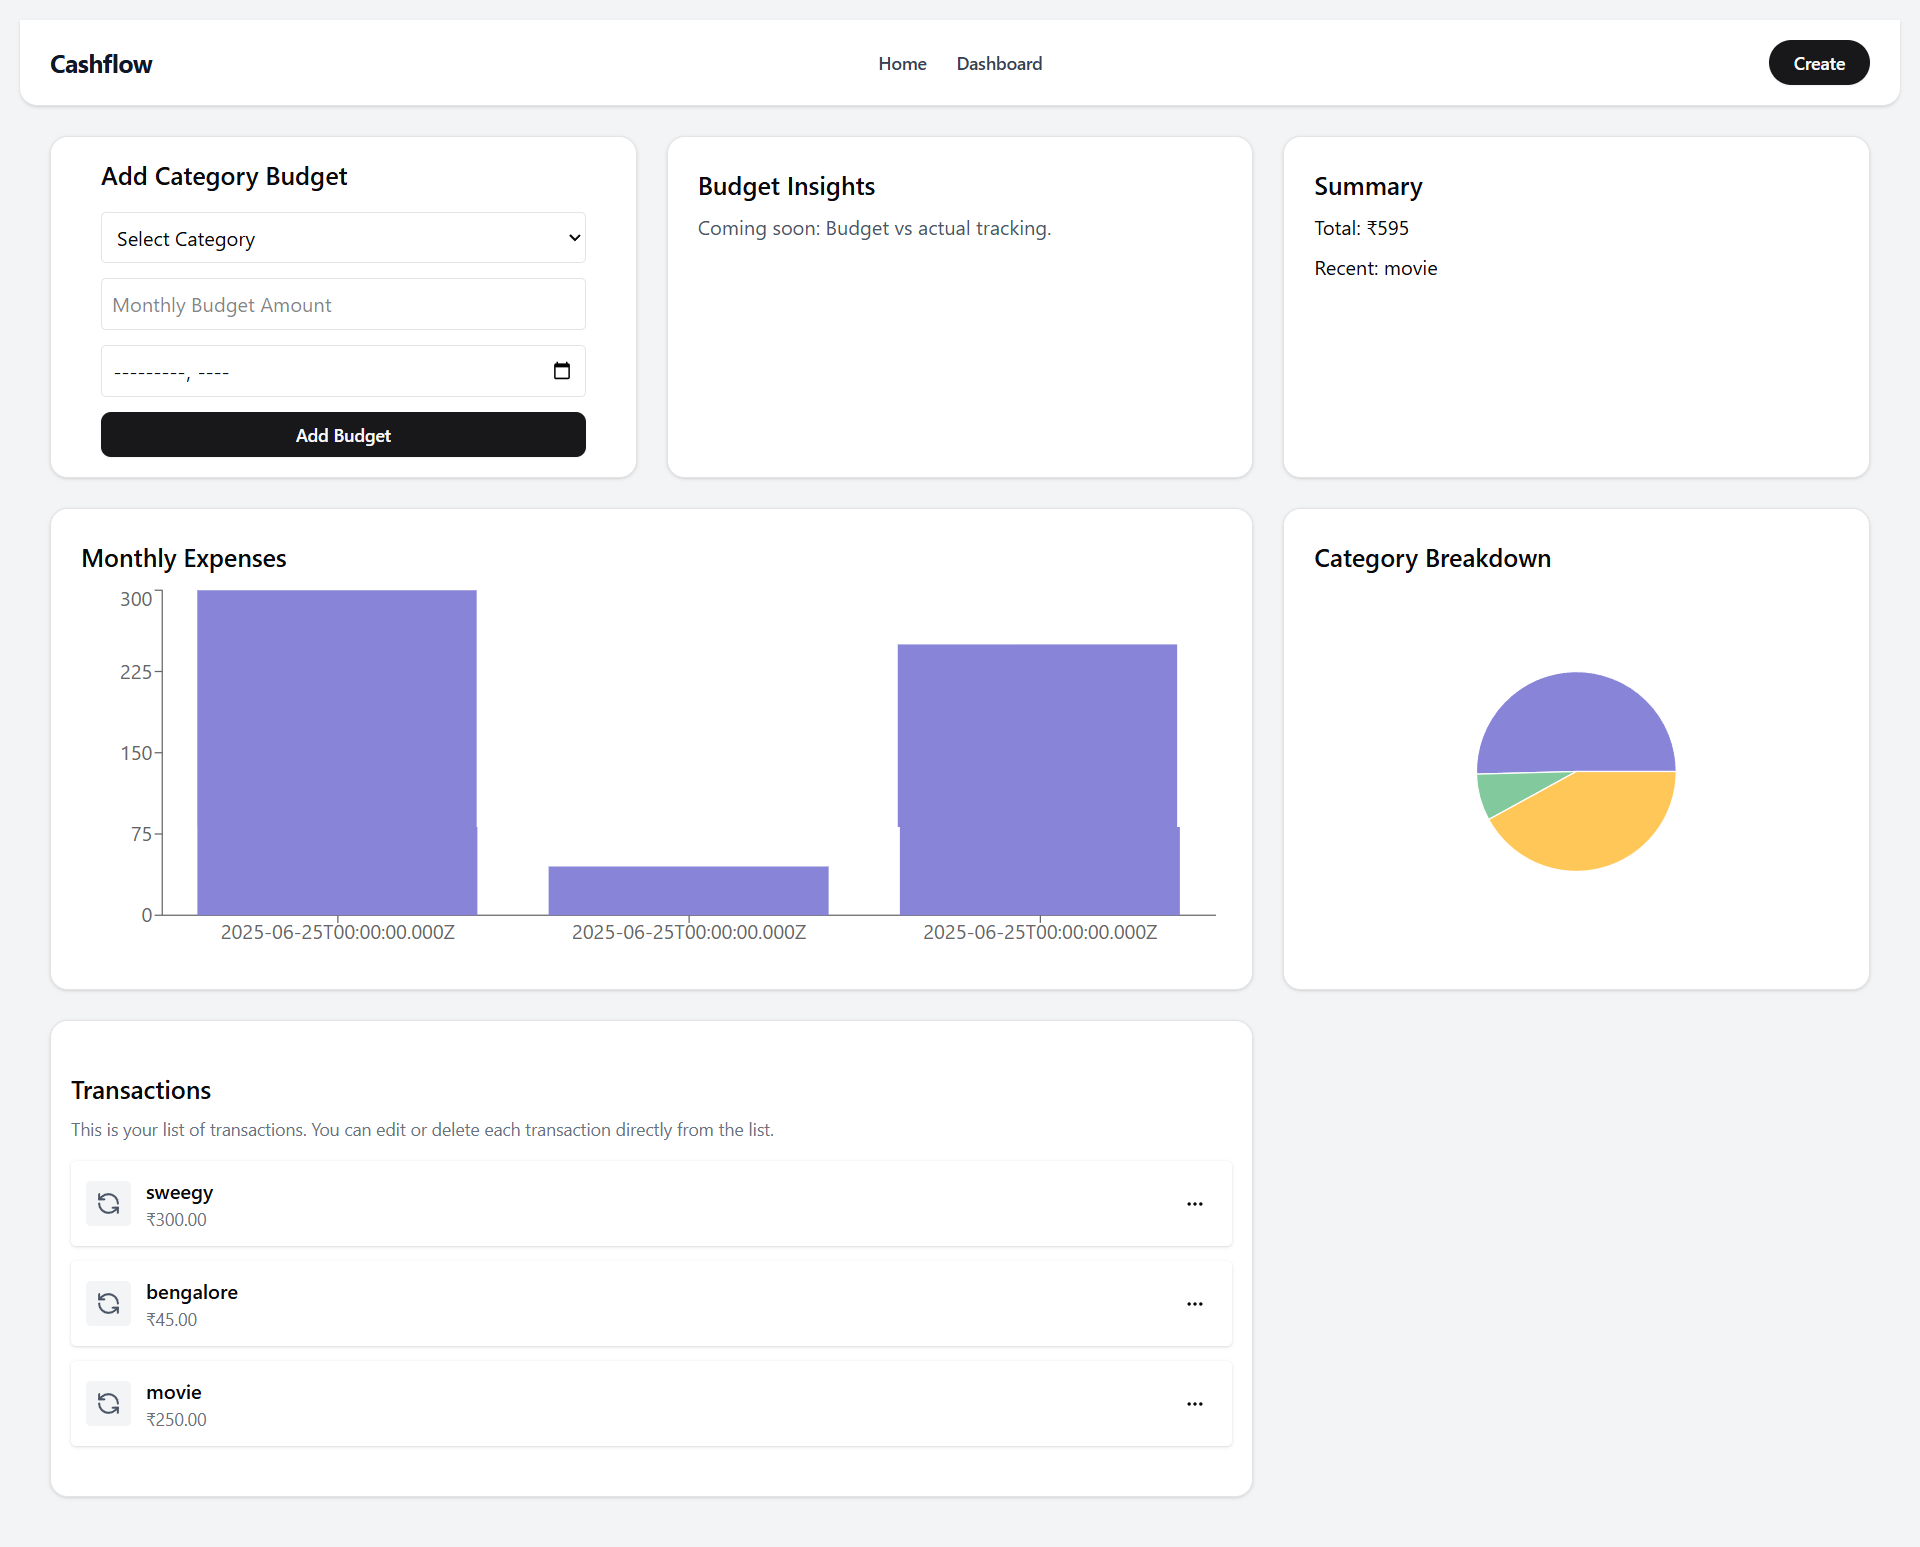 Cashflow
Home
Dashboard
Create
Add Category Budget
Select Category
Monthly Budget Amount
---------, ----
Add Budget
Budget Insights
Coming soon: Budget vs actual tracking.
Summary
Total: ₹595
Recent: movie
Monthly Expenses
300
225
150
75
0
2025-06-25T00:00:00.000Z
2025-06-25T00:00:00.000Z
2025-06-25T00:00:00.000Z
Category Breakdown
Transactions
This is your list of transactions. You can edit or delete each transaction directly from the list.
sweegy
₹300.00
bengalore
₹45.00
movie
₹250.00